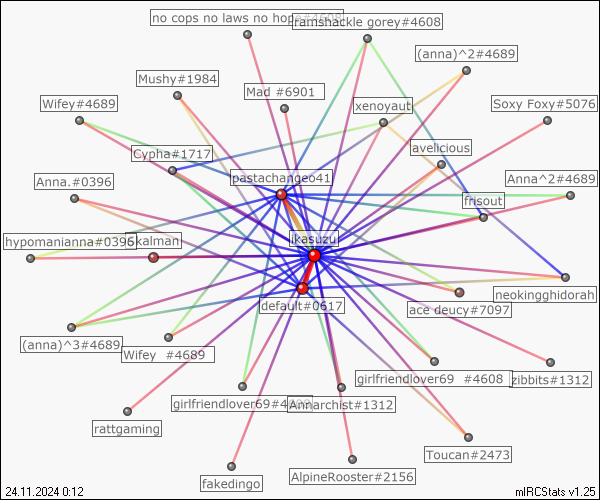 no cops no laws no hope#4608
ramshackle gorey#4608
(anna)^2#4689
Mushy#1984
Mad #6901
Wifey#4689
xenoyaut
Soxy Foxy#5076
Cypha#1717
avelicious
pastachangeo41
Anna.#0396
Anna^2#4689
frisout
hypomanianna#0396
kalman
ikasuzu
neokingghidorah
default#0617
ace deucy#7097
(anna)^3#4689
Wifey #4689
girlfriendlover69 #4608
zibbits#1312
girlfriendlover69#4608
Annarchist#1312
rattgaming
Toucan#2473
fakedingo
AlpineRooster#2156
24.11.2024 0:12
mIRCStats v1.25